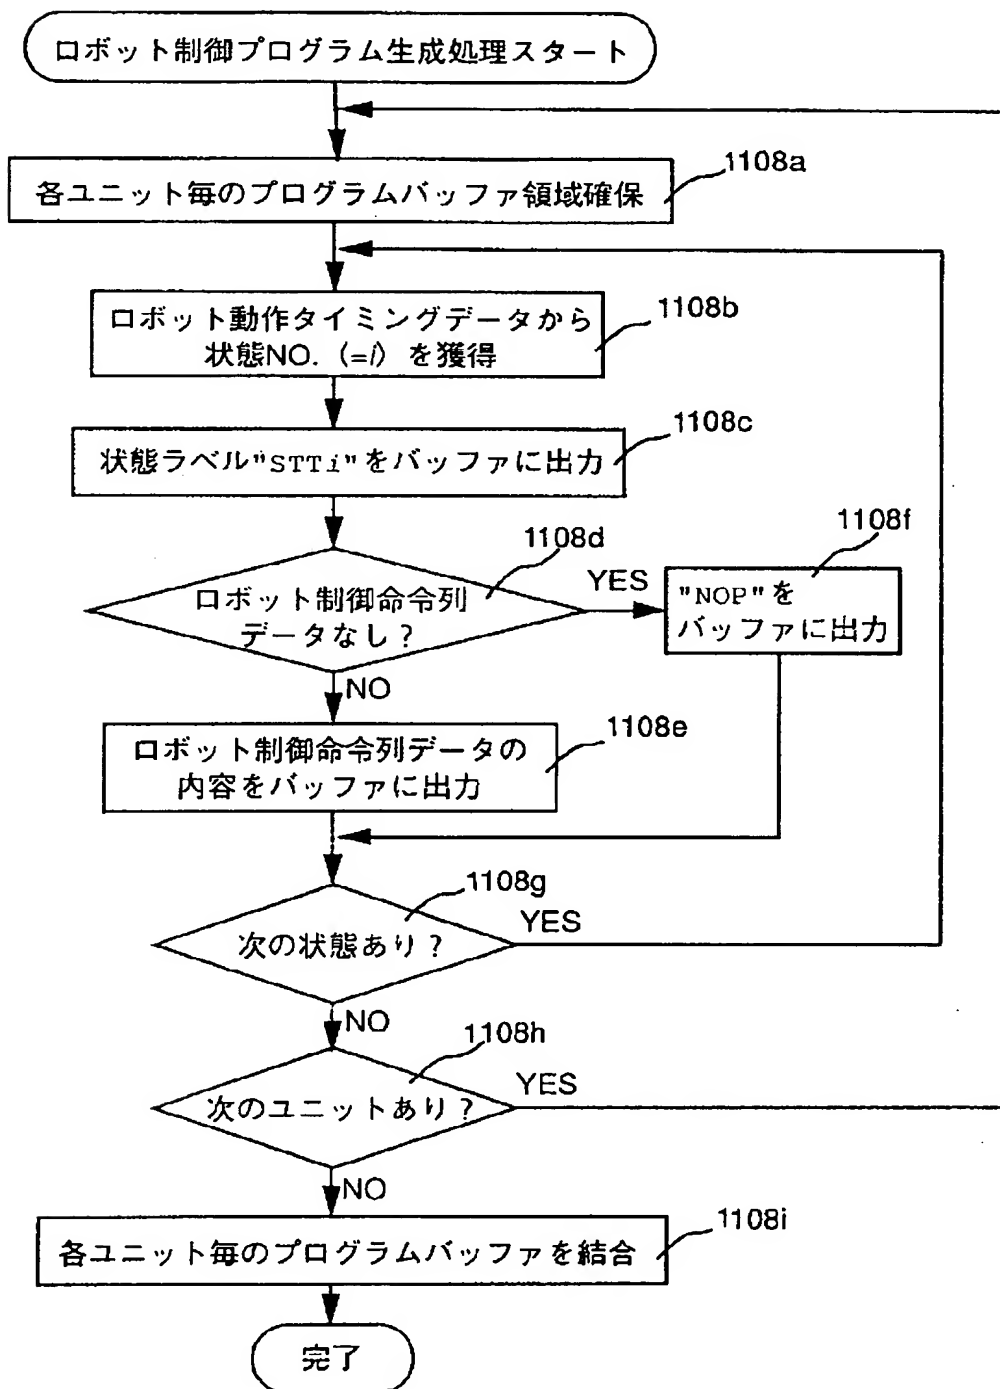 ロボット制御プログラム生成処理スタート
1108a
各ユニット毎のプログラムバッファ領域確保
1108b
ロボット動作タイミングデータから
状態NO. (=i) を獲得
1108c
状態ラベル"STTi"をバッファに出力
1108d
ロボット制御命令列
データなし？
YES
1108f
"NOP"を
バッファに出力
NO
1108e
ロボット制御命令列データの
内容をバッファに出力
1108g
次の状態あり？
YES
NO
1108h
次のユニットあり？
YES
NO
1108i
各ユニット毎のプログラムバッファを結合
完了